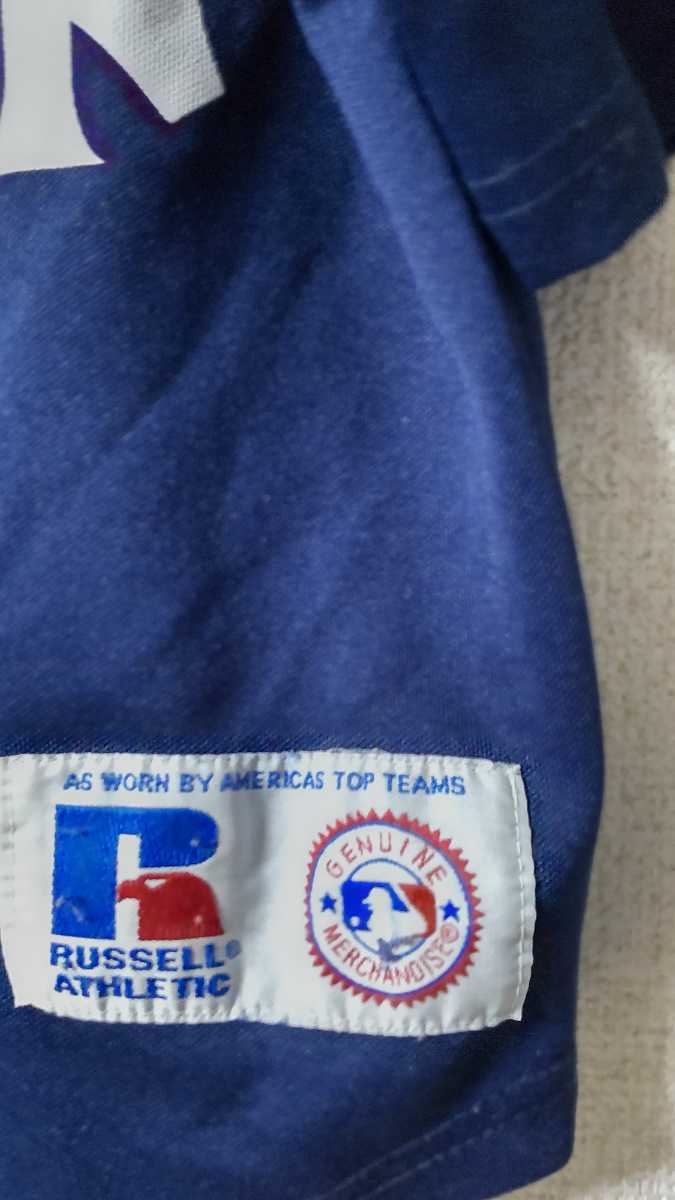 AS WORN BY AMERICAS TOP TEAMS
RUSSELL®
ATHLETIC
GENUINE
MERCHANDISE®